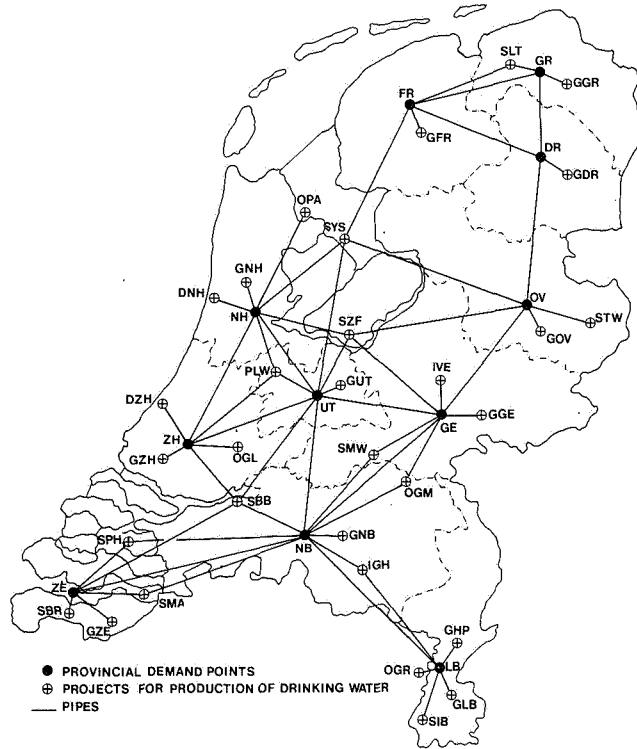 SLT
GR
GGR
FR
GFR
DR
GDR
OPA
SYS
GNH
DNH
NH
OV
STW
SZF
GOV
PLW
IVE
GUT
DZH
UT
GE
GGE
ZH
OGL
SMW
GZH
OGM
SBB
SPH
GNB
NB
IGH
ZE
SMA
SBR
GZE
GHP
LB
OGR
GLB
SIB
PROVINCIAL DEMAND POINTS
PROJECTS FOR PRODUCTION OF DRINKING WATER
PIPES